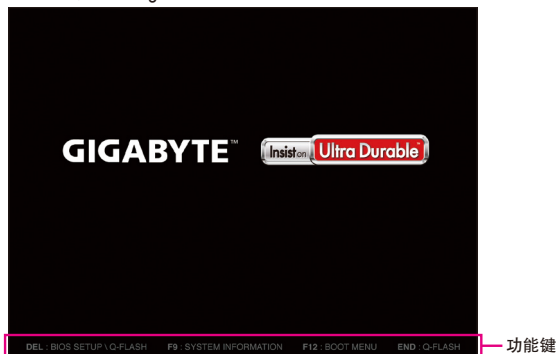 GIGABYTE™
Insist on Ultra Durable™
DEL : BIOS SETUP \ Q-FLASH F9 : SYSTEM INFORMATION F12 : BOOT MENU END : Q-FLASH
功能键